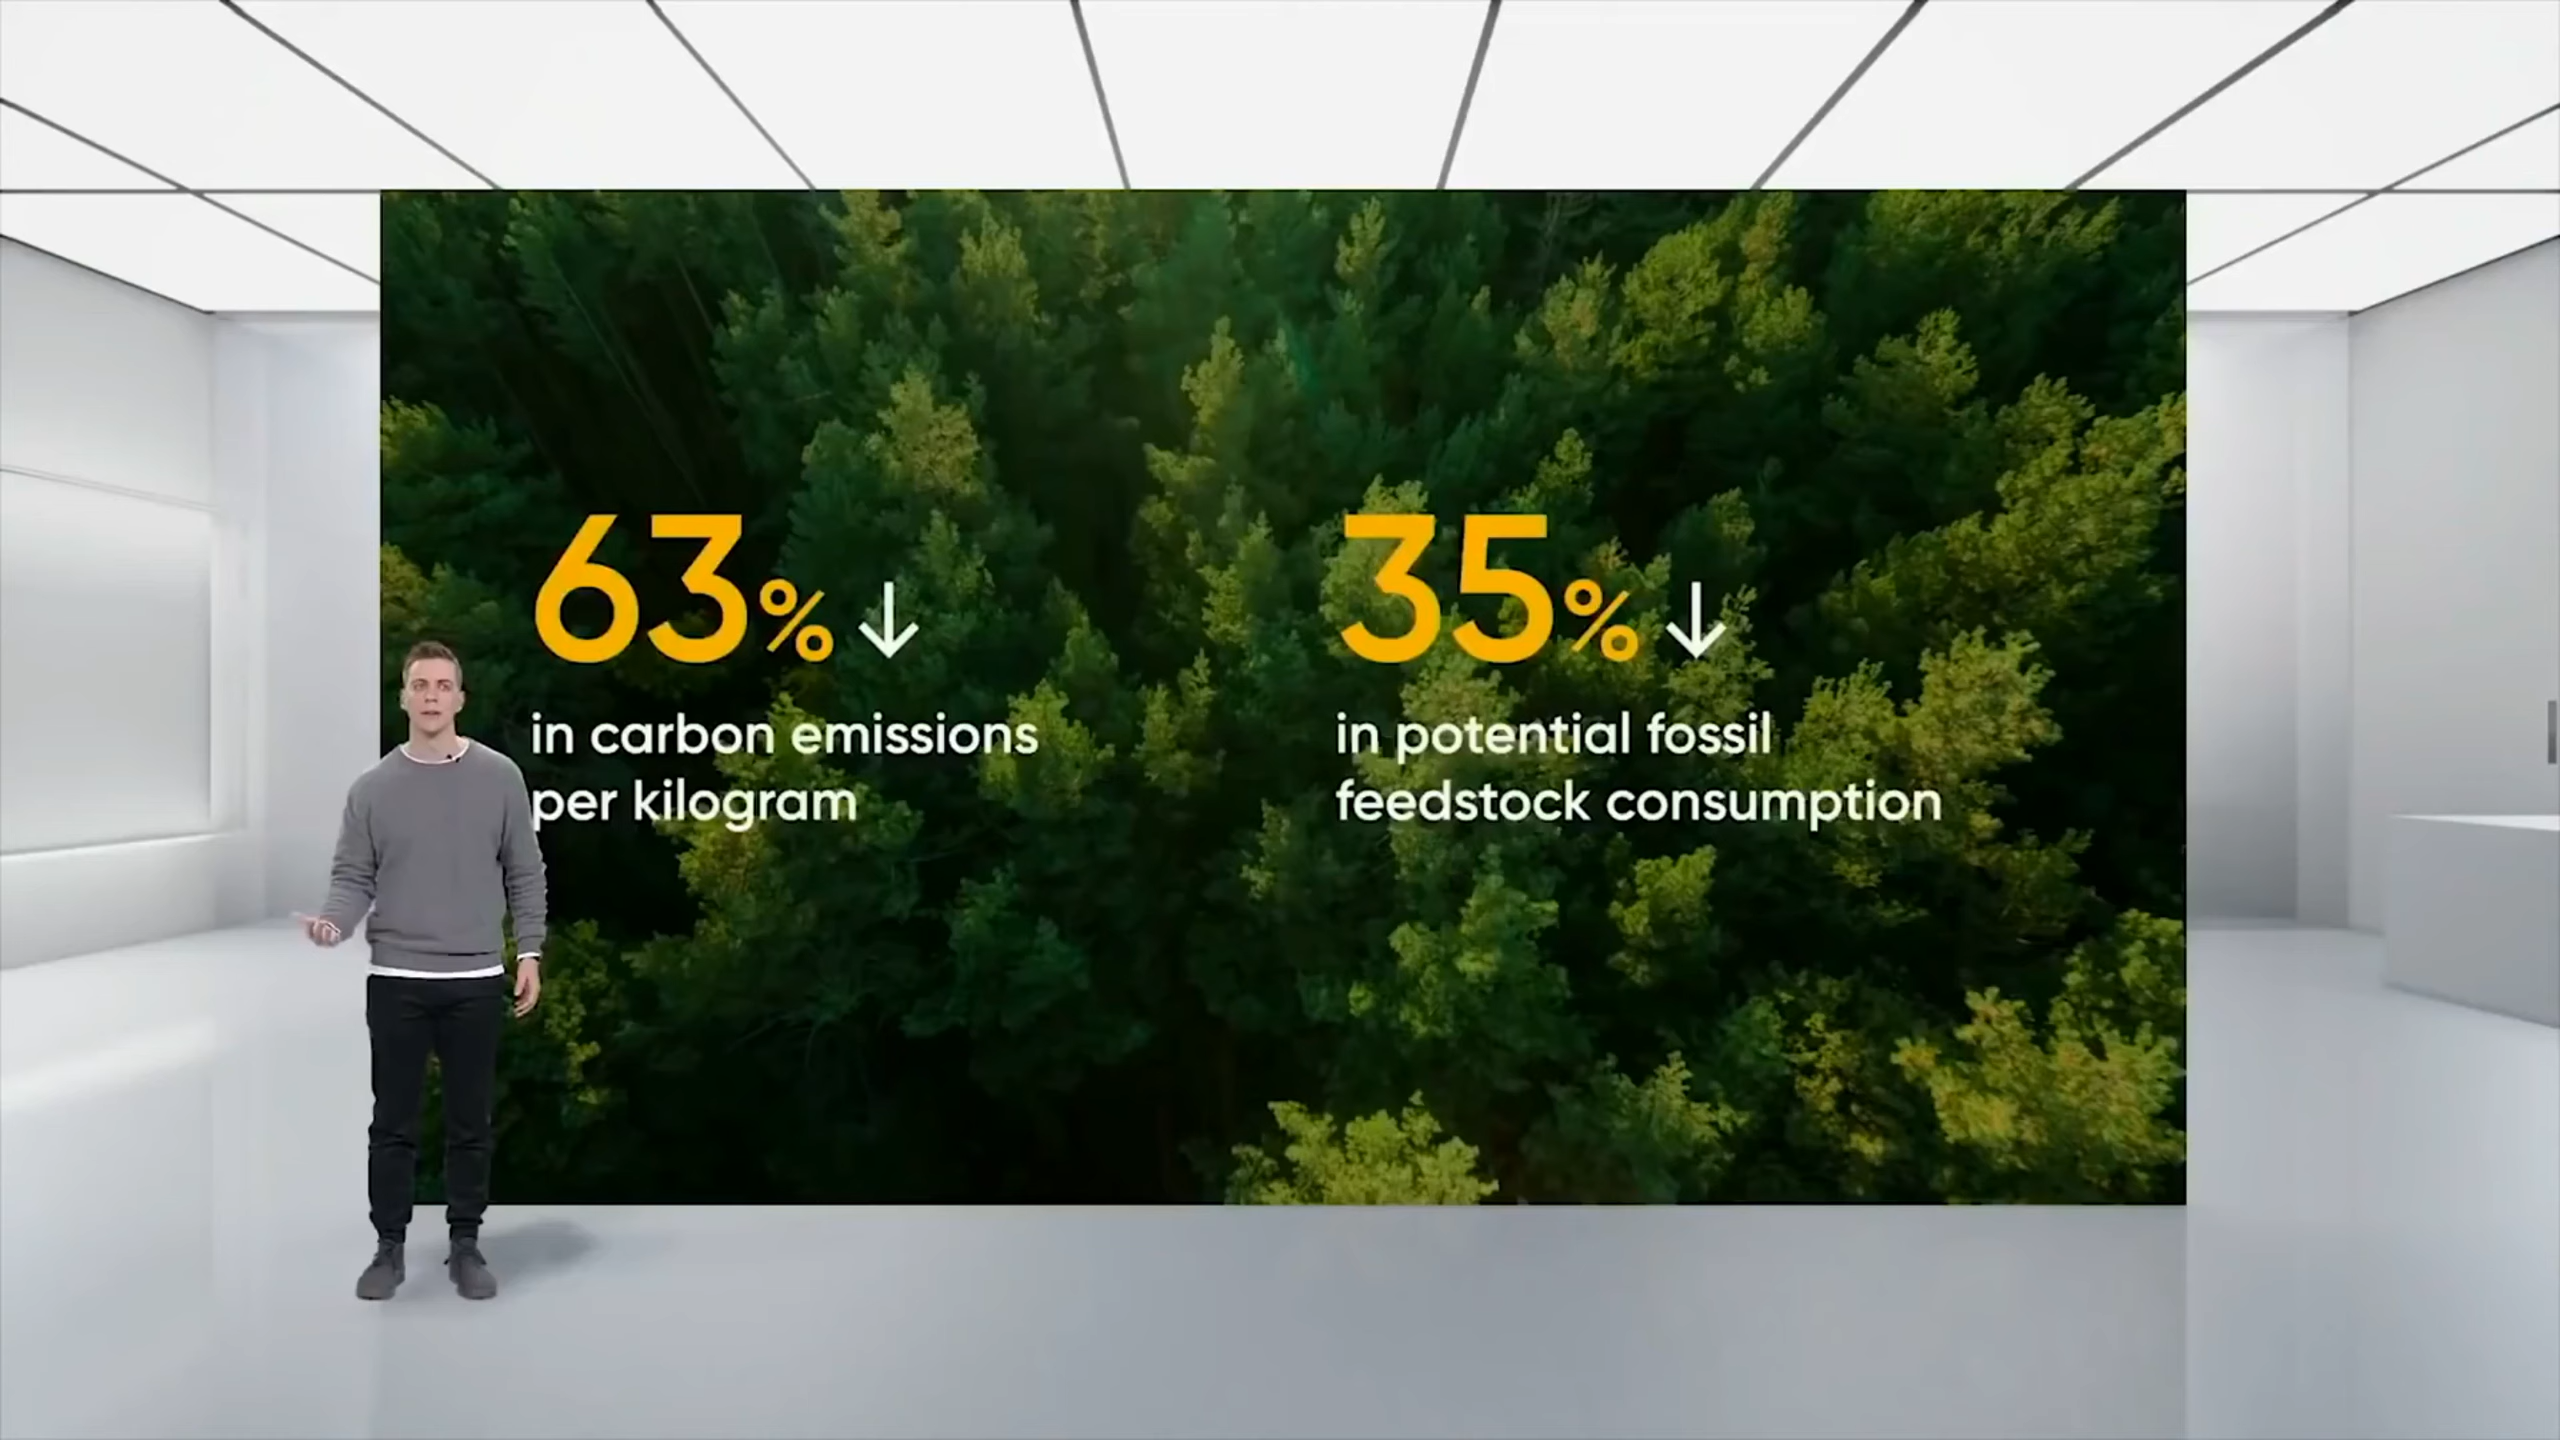 63% ↓
in carbon emissions
per kilogram
35% ↓
in potential fossil
feedstock consumption